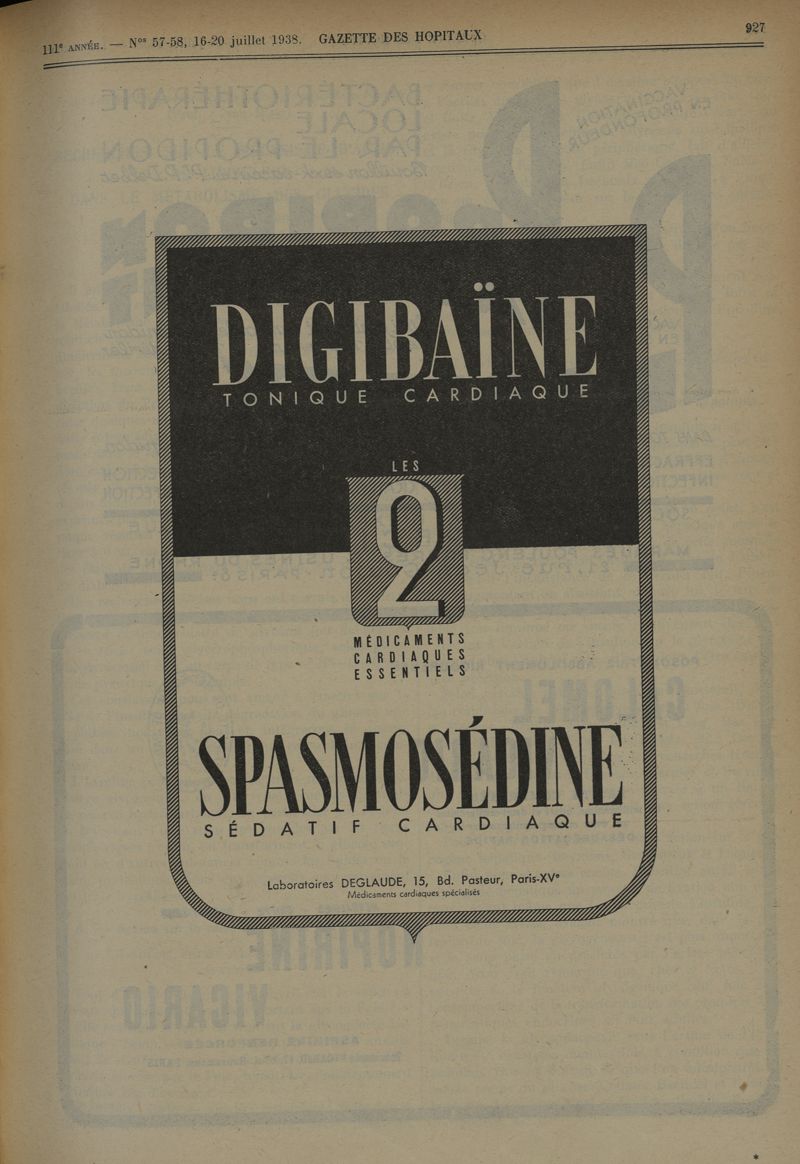 111e ANNÉE. — Nos 57-58, 16-20 juillet 1938. GAZETTE DES HOPITAUX 927
DIGIBAÏNE
TONIQUE CARDIAQUE
LES
2
MÉDICAMENTS
CARDIAQUES
ESSENTIELS
SPASMOSÉDINE
SÉDATIF CARDIAQUE
Laboratoires DEGLAUDE, 15, Bd. Pasteur, Paris-XVe
Médicaments cardiaques spécialisés
*